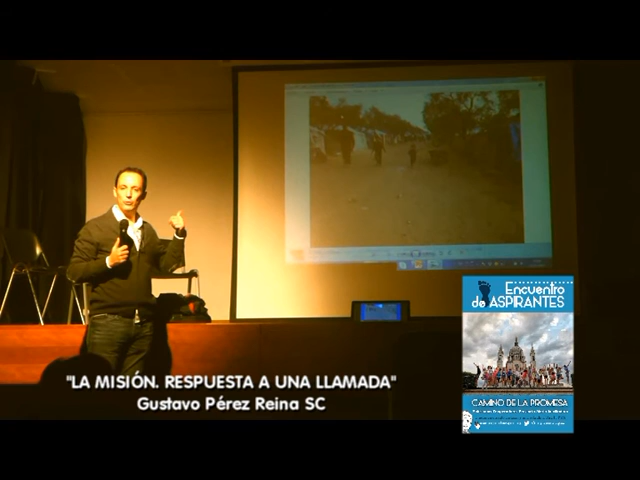 Encuentro
de ASPIRANTES
"LA MISIÓN. RESPUESTA A UNA LLAMADA"
Gustavo Pérez Reina SC
CAMINO DE LA PROMESA